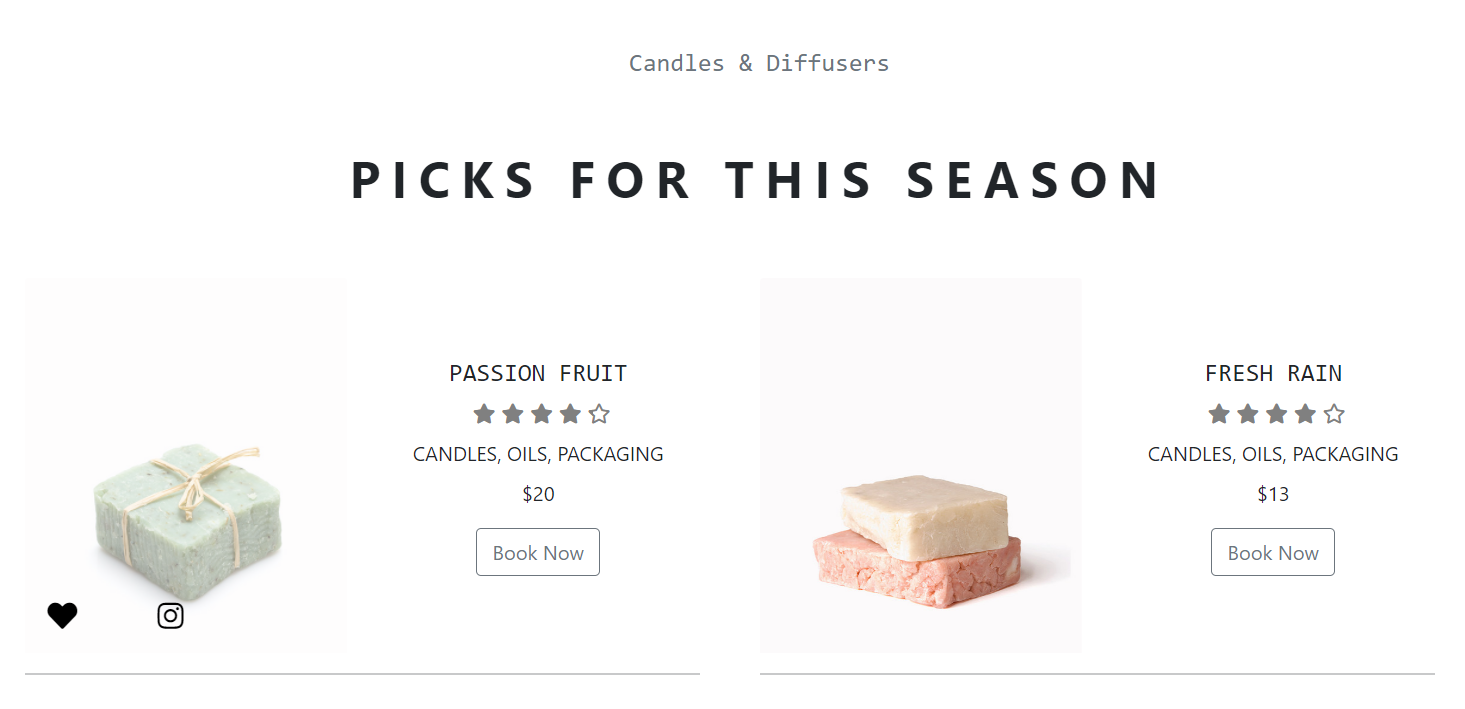 Candles & Diffusers
PICKS FOR THIS SEASON
PASSION FRUIT
CANDLES, OILS, PACKAGING
$20
Book Now
FRESH RAIN
CANDLES, OILS, PACKAGING
$13
Book Now